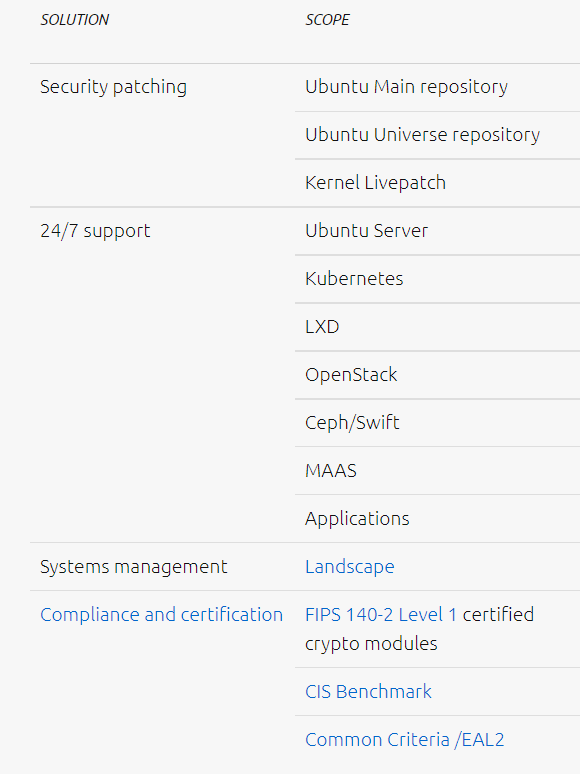 SOLUTION SCOPE
Security patching Ubuntu Main repository
Ubuntu Universe repository
Kernel Livepatch
24/7 support Ubuntu Server
Kubernetes
LXD
OpenStack
Ceph/Swift
MAAS
Applications
Systems management Landscape
Compliance and certification FIPS 140-2 Level 1 certified
crypto modules
CIS Benchmark
Common Criteria /EAL2